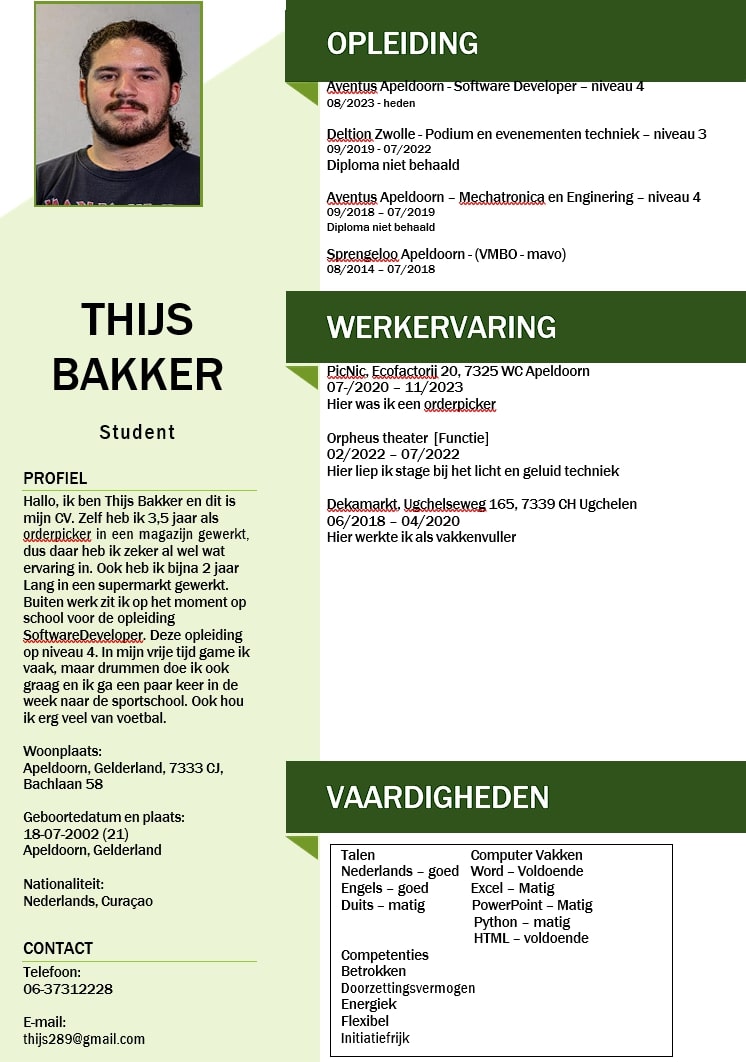 THIJS
BAKKER
Student
PROFIEL
Hallo, ik ben Thijs Bakker en dit is
mijn CV. Zelf heb ik 3,5 jaar als
orderpicker in een magazijn gewerkt,
dus daar heb ik zeker al wel wat
ervaring in. Ook heb ik bijna 2 jaar
Lang in een supermarkt gewerkt.
Buiten werk zit ik op het moment op
school voor de opleiding
SoftwareDeveloper. Deze opleiding
op niveau 4. In mijn vrije tijd game ik
vaak, maar drummen doe ik ook
graag en ik ga een paar keer in de
week naar de sportschool. Ook hou
ik erg veel van voetbal.
Woonplaats:
Apeldoorn, Gelderland, 7333 CJ,
Bachlaan 58
Geboortedatum en plaats:
18-07-2002 (21)
Apeldoorn, Gelderland
Nationaliteit:
Nederlands, Curaçao
CONTACT
Telefoon:
06-37312228
E-mail:
thijs289@gmail.com
OPLEIDING
Aventus Apeldoorn - Software Developer – niveau 4
08/2023 - heden
Deltion Zwolle - Podium en evenementen techniek – niveau 3
09/2019 - 07/2022
Diploma niet behaald
Aventus Apeldoorn – Mechatronica en Enginering – niveau 4
09/2018 – 07/2019
Diploma niet behaald
Sprengeloo Apeldoorn - (VMBO - mavo)
08/2014 – 07/2018
WERKERVARING
PicNic, Ecofactorij 20, 7325 WC Apeldoorn
07-/2020 – 11/2023
Hier was ik een orderpicker
Orpheus theater [Functie]
02/2022 – 07/2022
Hier liep ik stage bij het licht en geluid techniek
Dekamarkt, Ugchelseweg 165, 7339 CH Ugchelen
06/2018 – 04/2020
Hier werkte ik als vakkenvuller
VAARDIGHEDEN
Talen Computer Vakken
Nederlands – goed Word – Voldoende
Engels – goed Excel – Matig
Duits – matig PowerPoint – Matig
Python – matig
HTML – voldoende
Competenties
Betrokken
Doorzettingsvermogen
Energiek
Flexibel
Initiatiefrijk